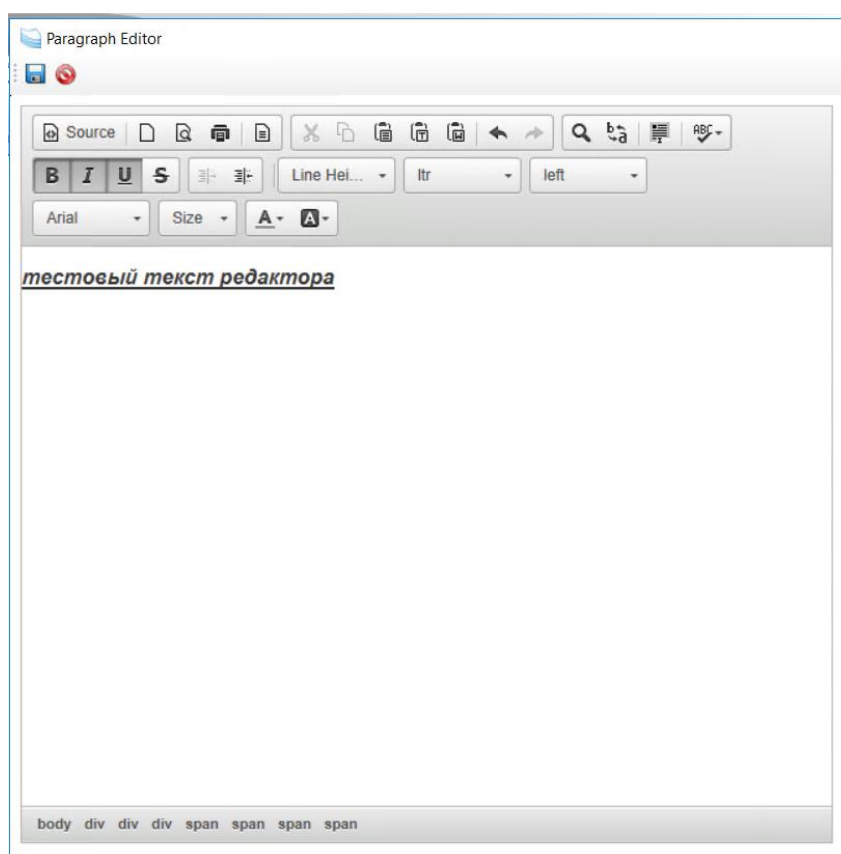 Paragraph Editor
Source ABC
B I U S Line Hei... ltr left
Arial Size A A
тестовый текст редактора
body div div div span span span span